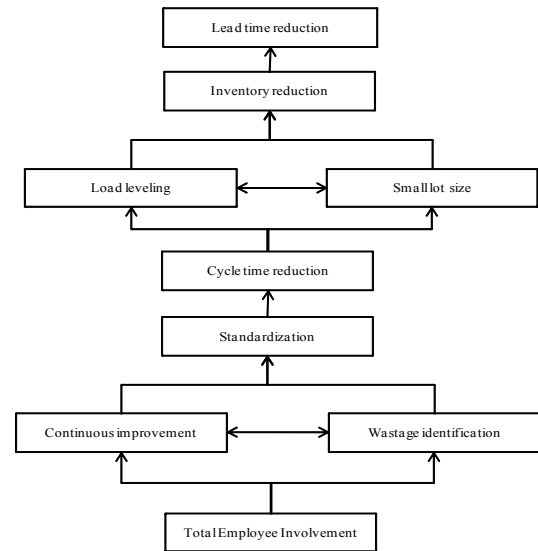 Lead time reduction
Inventory reduction
Load leveling
Small lot size
Cycle time reduction
Standardization
Continuous improvement
Wastage identification
Total Employee Involvement